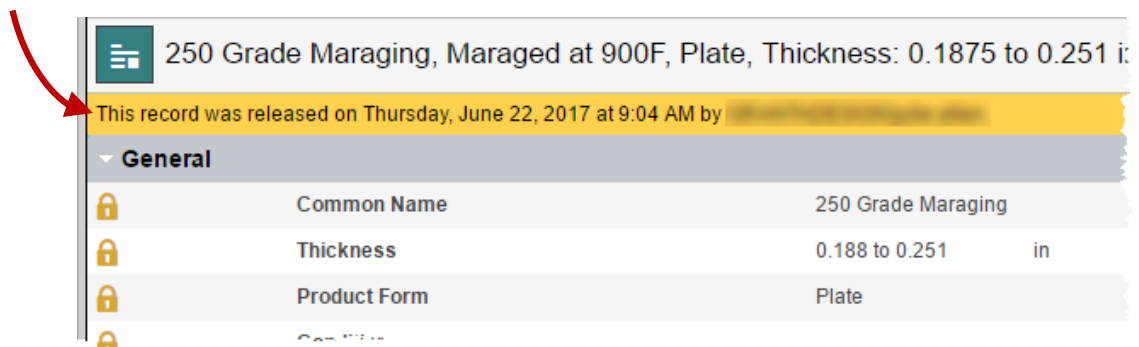 250 Grade Maraging, Maraged at 900F, Plate, Thickness: 0.1875 to 0.251
This record was released on Thursday, June 22, 2017 at 9:04 AM by
General
Common Name 250 Grade Maraging
Thickness 0.188 to 0.251 in
Product Form Plate